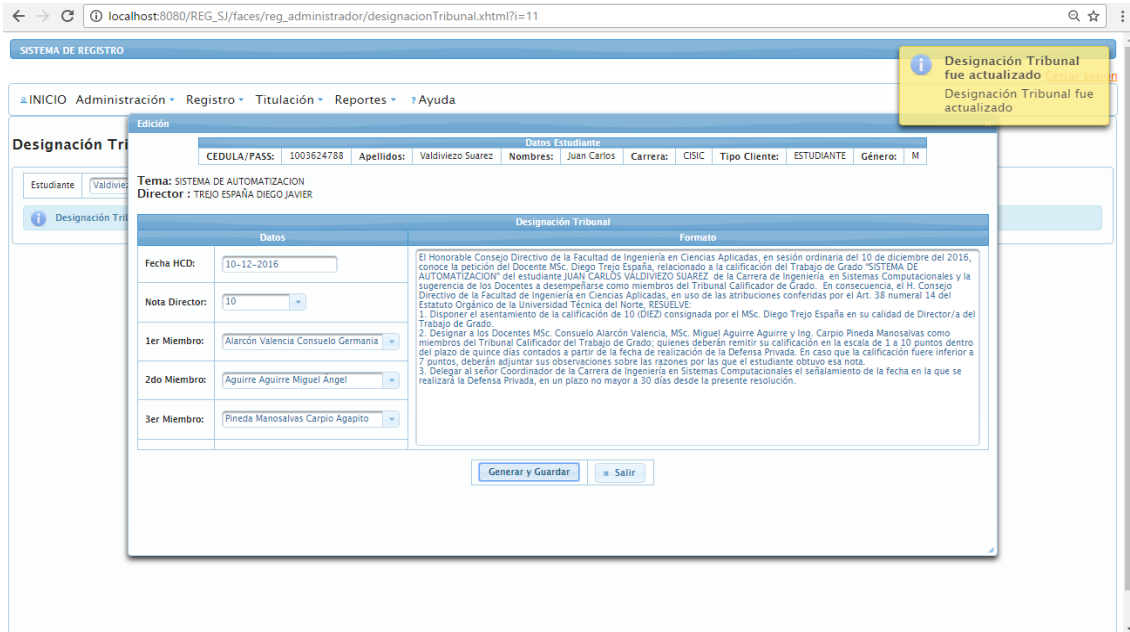 localhost:8080/REG_SJ/faces/reg_administrador/designacionTribunal.xhtml?i=11
SISTEMA DE REGISTRO
Designación Tribunal
fue actualizado
Designación Tribunal fue
actualizado
Cerrar sesión
INICIO Administración Registro Titulación Reportes ? Ayuda
Edición
Designación Tri
Datos Estudiante
CEDULA/PASS: 1003624788 Apellidos: Valdiviezo Suarez Nombres: Juan Carlos Carrera: CISIC Tipo Cliente: ESTUDIANTE Género: M
Estudiante Valdiviez
Designación Tri
Tema: SISTEMA DE AUTOMATIZACION
Director : TREJO ESPAÑA DIEGO JAVIER
Designación Tribunal
Datos Formato
Fecha HCD: 10-12-2016
Nota Director: 10
1er Miembro: Alarcón Valencia Consuelo Germania
2do Miembro: Aguirre Aguirre Miguel Ángel
3er Miembro: Pineda Manosalvas Carpio Agapito
El Honorable Consejo Directivo de la Facultad de Ingeniería en Ciencias Aplicadas, en sesión ordinaria del 10 de diciembre del 2016,
conoce la petición del Docente MSc. Diego Trejo España, relacionado a la calificación del Trabajo de Grado "SISTEMA DE
AUTOMATIZACION" del estudiante JUAN CARLOS VALDIVIEZO SUAREZ de la Carrera de Ingeniería en Sistemas Computacionales y la
sugerencia de los Docentes a desempeñarse como miembros del Tribunal Calificador de Grado. En consecuencia, el H. Consejo
Directivo de la Facultad de Ingeniería en Ciencias Aplicadas, en uso de las atribuciones conferidas por el Art. 38 numeral 14 del
Estatuto Orgánico de la Universidad Técnica del Norte, RESUELVE:
1. Disponer el asentamiento de la calificación de 10 (DIEZ) consignada por el MSc. Diego Trejo España en su calidad de Director/a del
Trabajo de Grado.
2. Designar a los Docentes MSc. Consuelo Alarcón Valencia, MSc. Miguel Aguirre Aguirre y Ing. Carpio Pineda Manosalvas como
miembros del Tribunal Calificador del Trabajo de Grado; quienes deberán remitir su calificación en la escala de 1 a 10 puntos dentro
del plazo de quince días contados a partir de la fecha de realización de la Defensa Privada. En caso que la calificación fuere inferior a
7 puntos, deberán adjuntar sus observaciones sobre las razones por las que el estudiante obtuvo esa nota.
3. Delegar al señor Coordinador de la Carrera de Ingeniería en Sistemas Computacionales el señalamiento de la fecha en la que se
realizará la Defensa Privada, en un plazo no mayor a 30 días desde la presente resolución.
Generar y Guardar Salir